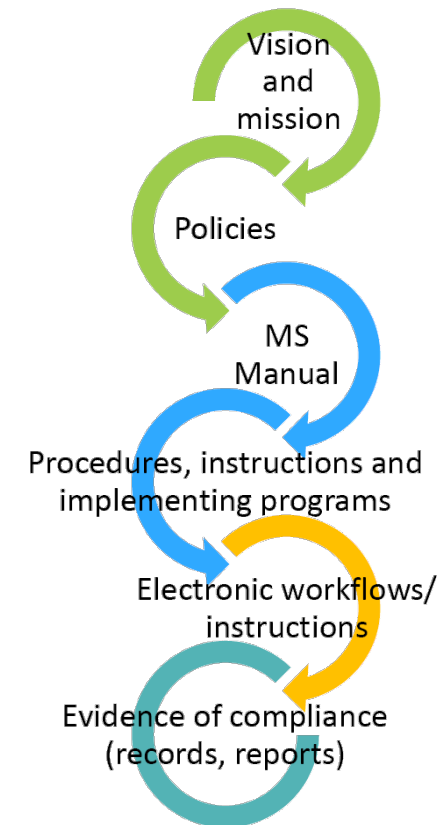 Vision
and
mission
Policies
MS
Manual
Procedures, instructions and
implementing programs
Electronic workflows/
instructions
Evidence of compliance
(records, reports)